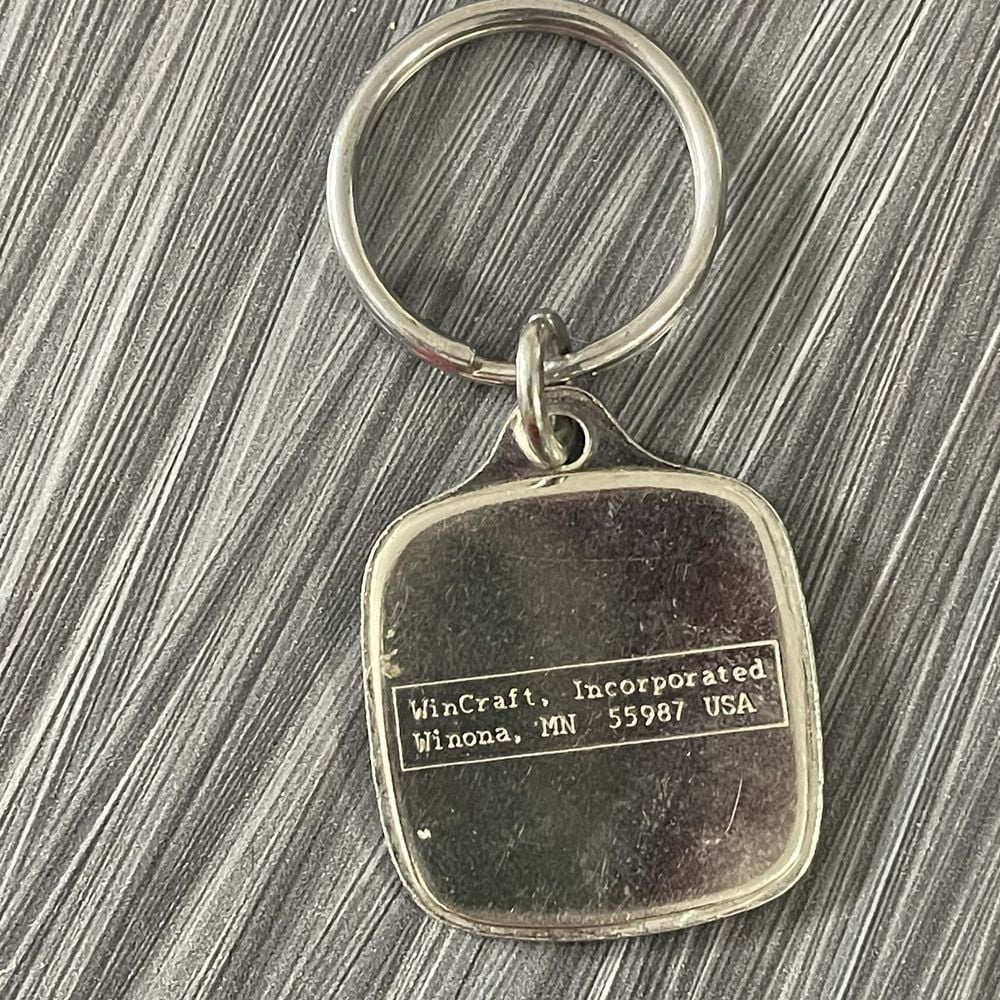 WinCraft, Incorporated
Winona, MN 55987 USA